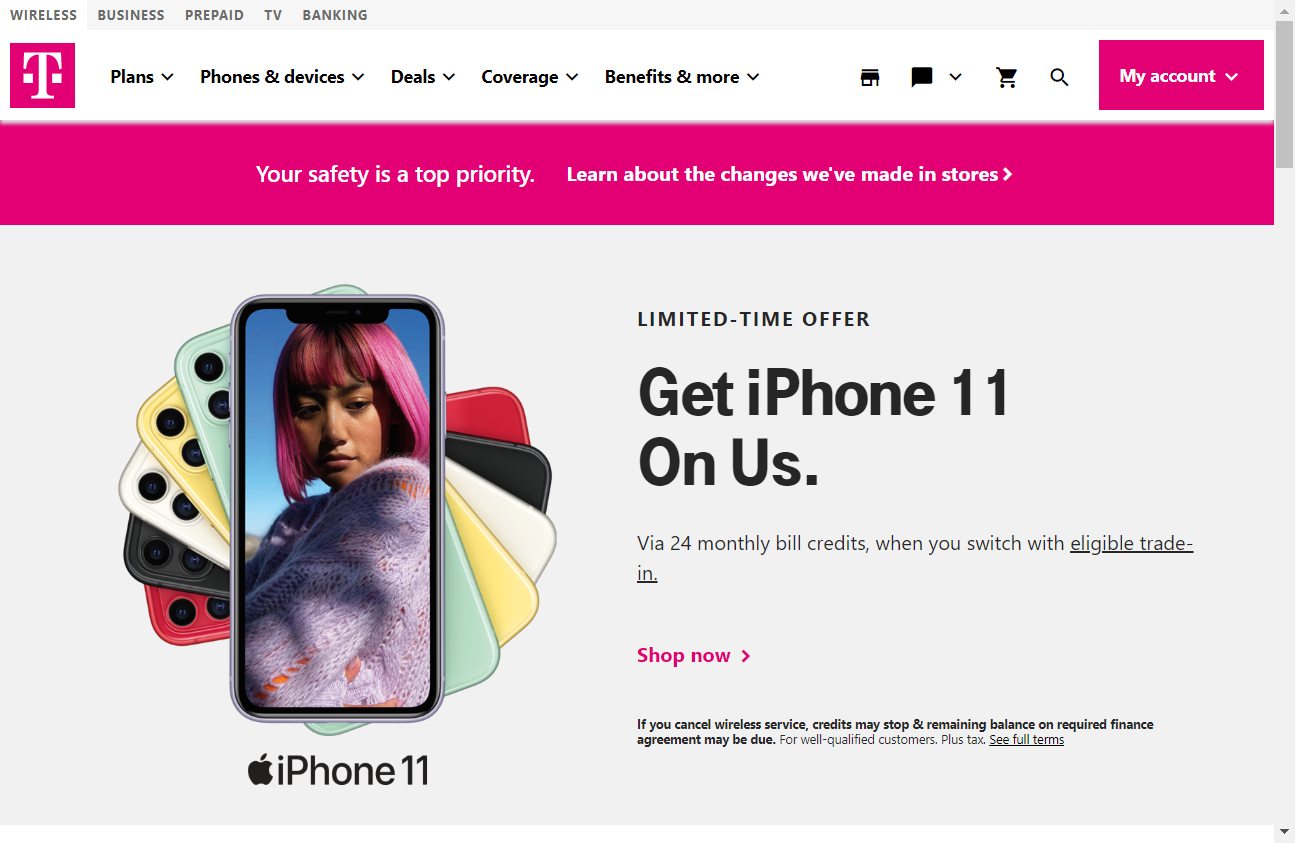 WIRELESS BUSINESS PREPAID TV BANKING
T Plans Phones & devices Deals Coverage Benefits & more My account
Your safety is a top priority. Learn about the changes we've made in stores
LIMITED-TIME OFFER
Get iPhone 11
On Us.
Via 24 monthly bill credits, when you switch with eligible trade-
in.
Shop now
If you cancel wireless service, credits may stop & remaining balance on required finance
agreement may be due. For well-qualified customers. Plus tax. See full terms
iPhone 11